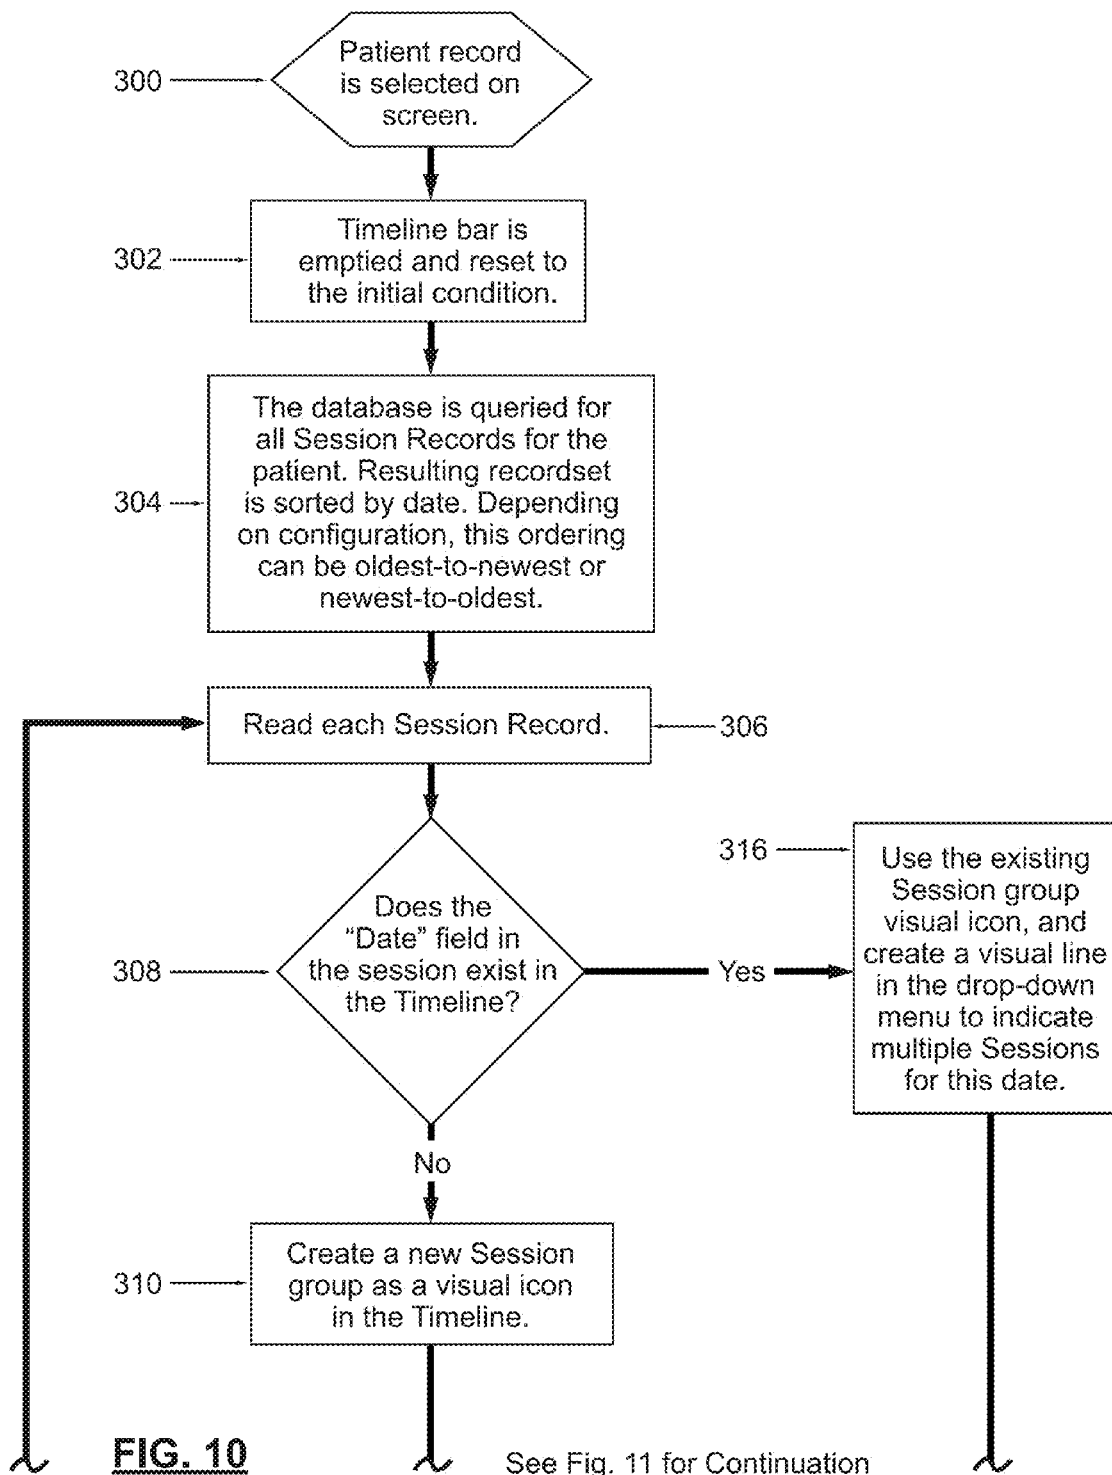 300
Patient record
is selected on
screen.
302
Timeline bar is
emptied and reset to
the initial condition.
304
The database is queried for
all Session Records for the
patient. Resulting recordset
is sorted by date. Depending
on configuration, this ordering
can be oldest-to-newest or
newest-to-oldest.
Read each Session Record.
306
308
Does the
“Date” field in
the session exist in
the Timeline?
Yes
316
Use the existing
Session group
visual icon, and
create a visual line
in the drop-down
menu to indicate
multiple Sessions
for this date.
No
310
Create a new Session
group as a visual icon
in the Timeline.
FIG. 10
See Fig. 11 for Continuation